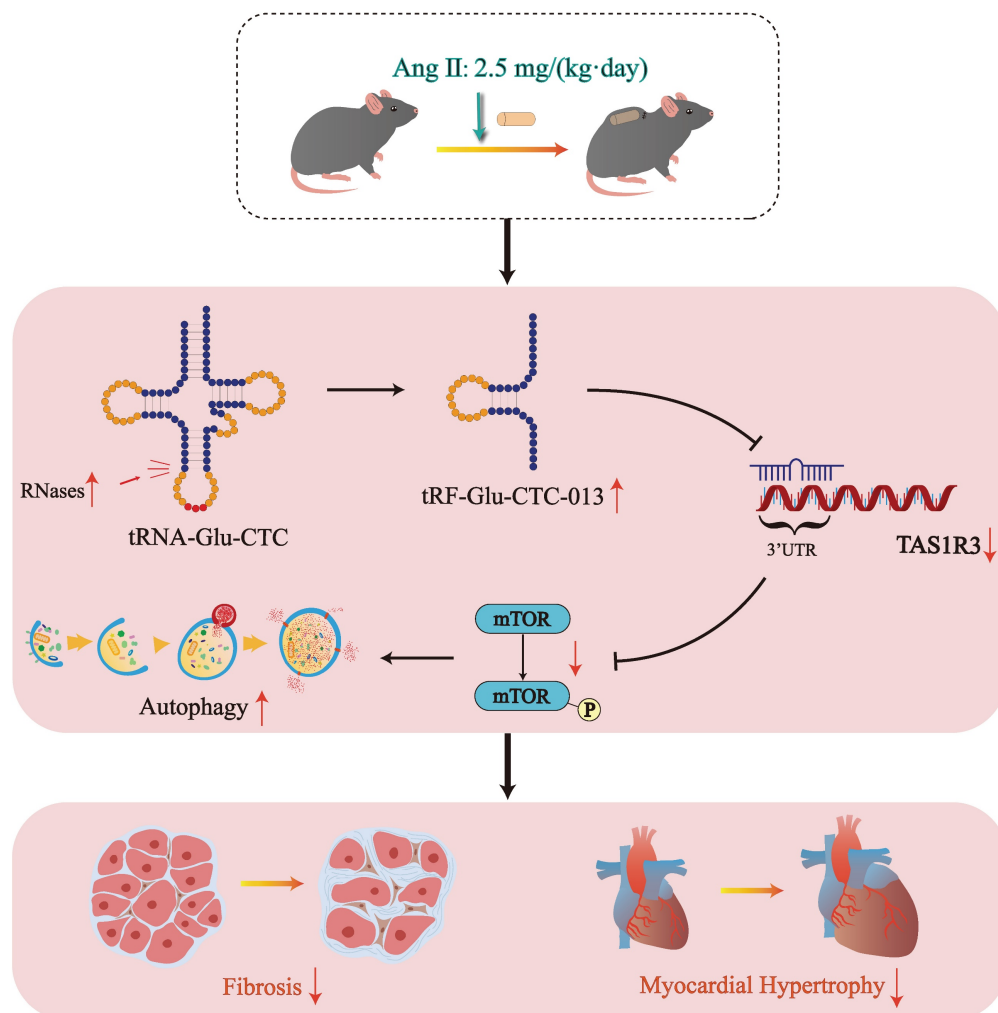 Ang II: 2.5 mg/(kg·day)
RNases
tRNA-Glu-CTC
tRF-Glu-CTC-013
3'UTR
TAS1R3
mTOR
mTOR
P
Autophagy
Fibrosis
Myocardial Hypertrophy